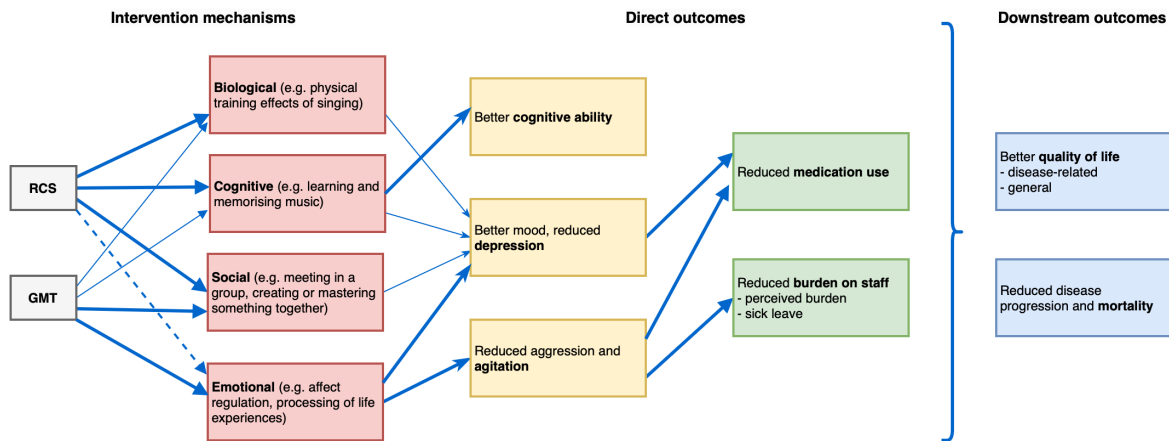 Intervention mechanisms
Direct outcomes
Downstream outcomes
RCS
GMT
Biological (e.g. physical
training effects of singing)
Cognitive (e.g. learning and
memorising music)
Social (e.g. meeting in a
group, creating or mastering
something together)
Emotional (e.g. affect
regulation, processing of life
experiences)
Better cognitive ability
Better mood, reduced
depression
Reduced aggression and
agitation
Reduced medication use
Reduced burden on staff
- perceived burden
- sick leave
Better quality of life
- disease-related
- general
Reduced disease
progression and mortality